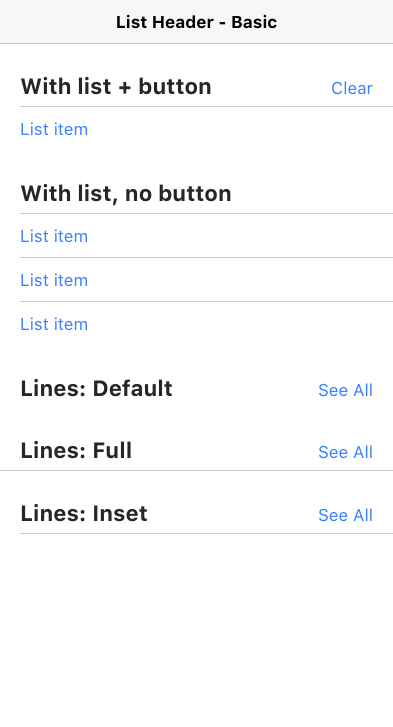 List Header - Basic
With list + button Clear
List item
With list, no button
List item
List item
List item
Lines: Default See All
Lines: Full See All
Lines: Inset See All